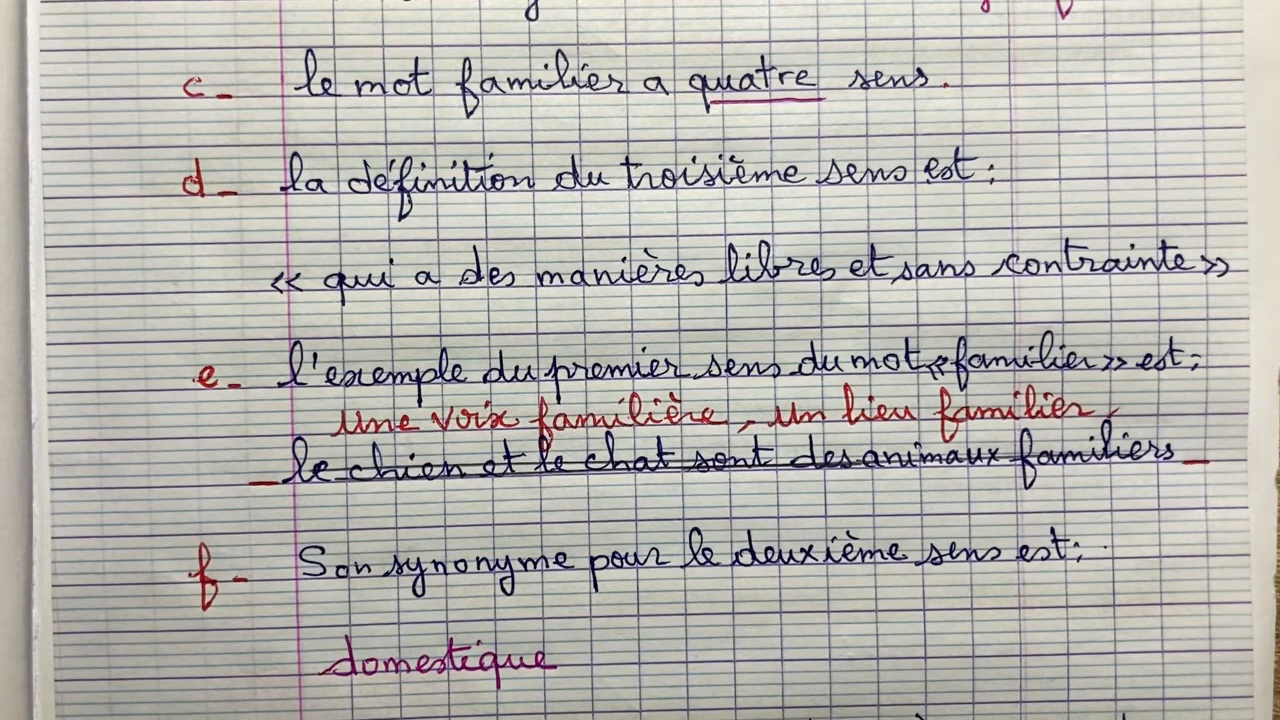 c- le mot familier a quatre sens.
d- la définition du troisième sens est :
« qui a des manières libres et sans contrainte »
e- l'exemple du premier sens du mot « familier » est :
une voix familière, un lieu familier,
le chien et le chat sont des animaux familiers
f- Son synonyme pour le deuxième sens est :
domestique